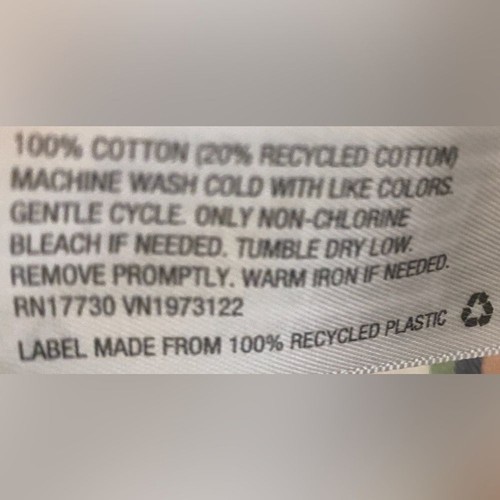 100% COTTON (20% RECYCLED COTTON)
MACHINE WASH COLD WITH LIKE COLORS.
GENTLE CYCLE. ONLY NON-CHLORINE
BLEACH IF NEEDED. TUMBLE DRY LOW.
REMOVE PROMPTLY. WARM IRON IF NEEDED.
RN17730 VN1973122
LABEL MADE FROM 100% RECYCLED PLASTIC